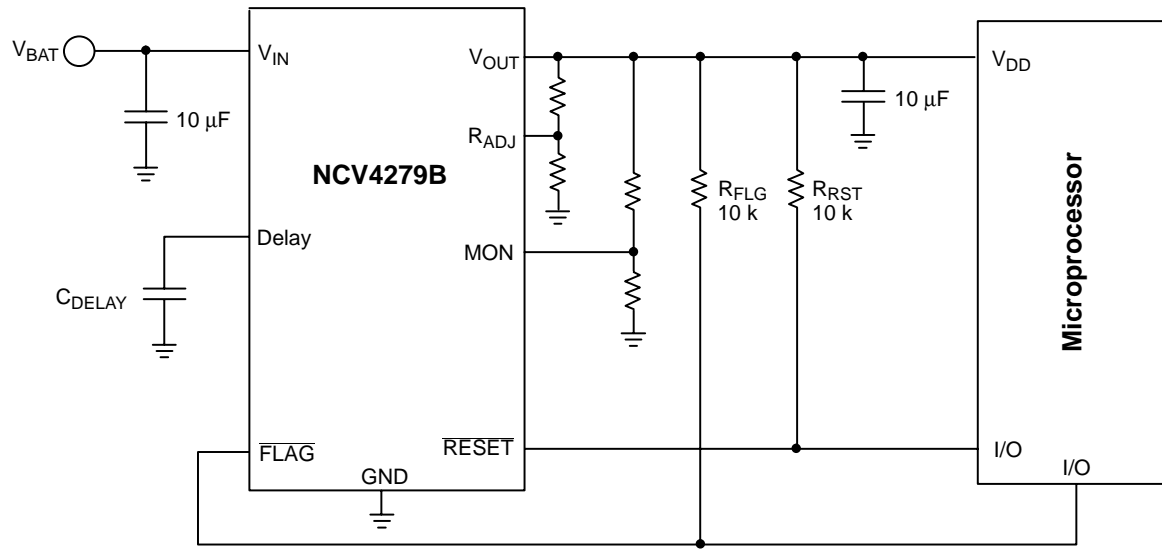 V_BAT
V_IN
10 μF
V_OUT
R_ADJ
NCV4279B
Delay
C_DELAY
MON
R_FLG
10 k
R_RST
10 k
10 μF
V_DD
Microprocessor
FLAG
GND
RESET
I/O
I/O